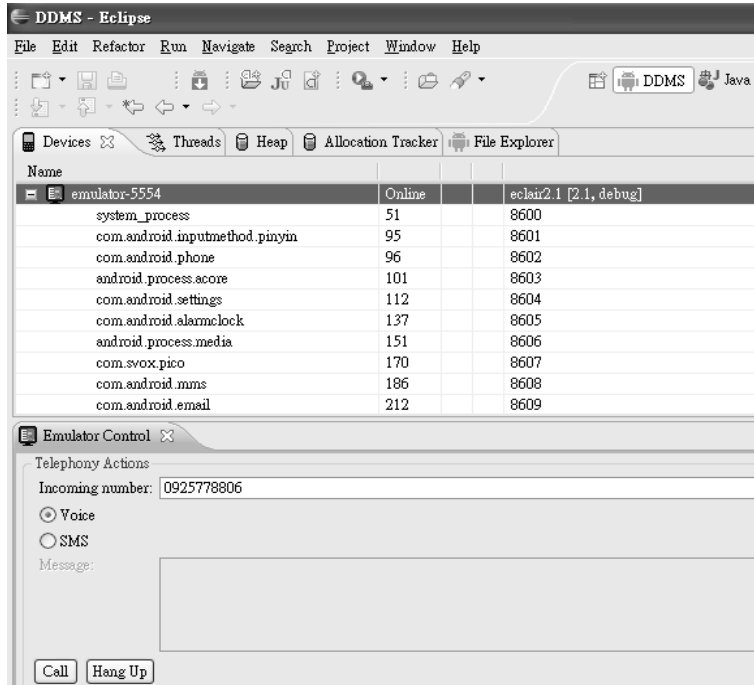 DDMS - Eclipse
File Edit Refactor Run Navigate Search Project Window Help
DDMS Java
Devices Threads Heap Allocation Tracker File Explorer
Name
emulator-5554 Online eclair2.1 [2.1, debug]
system_process 51 8600
com.android.inputmethod.pinyin 95 8601
com.android.phone 96 8602
android.process.acore 101 8603
com.android.settings 112 8604
com.android.alarmclock 137 8605
android.process.media 151 8606
com.svox.pico 170 8607
com.android.mms 186 8608
com.android.email 212 8609
Emulator Control
Telephony Actions
Incoming number: 0925778806
Voice
SMS
Message:
Call Hang Up